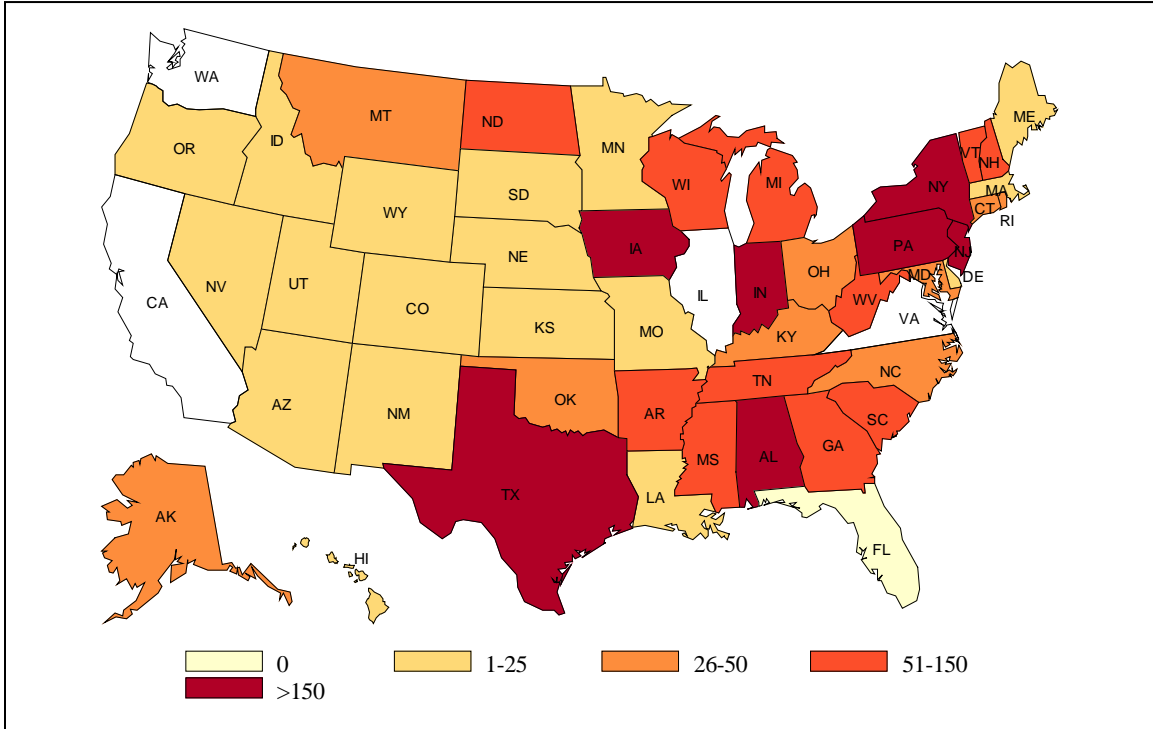 WA
MT
ND
ME
OR
ID
MN
VT
NH
WI
MI
NY
MA
SD
WY
CT
RI
IA
PA
NE
NJ
OH
MD
DE
NV
UT
IL
IN
WV
CA
CO
VA
KS
MO
KY
NC
TN
AZ
NM
OK
AR
SC
GA
MS
AL
TX
LA
AK
FL
HI
0 1-25 26-50 51-150
>150